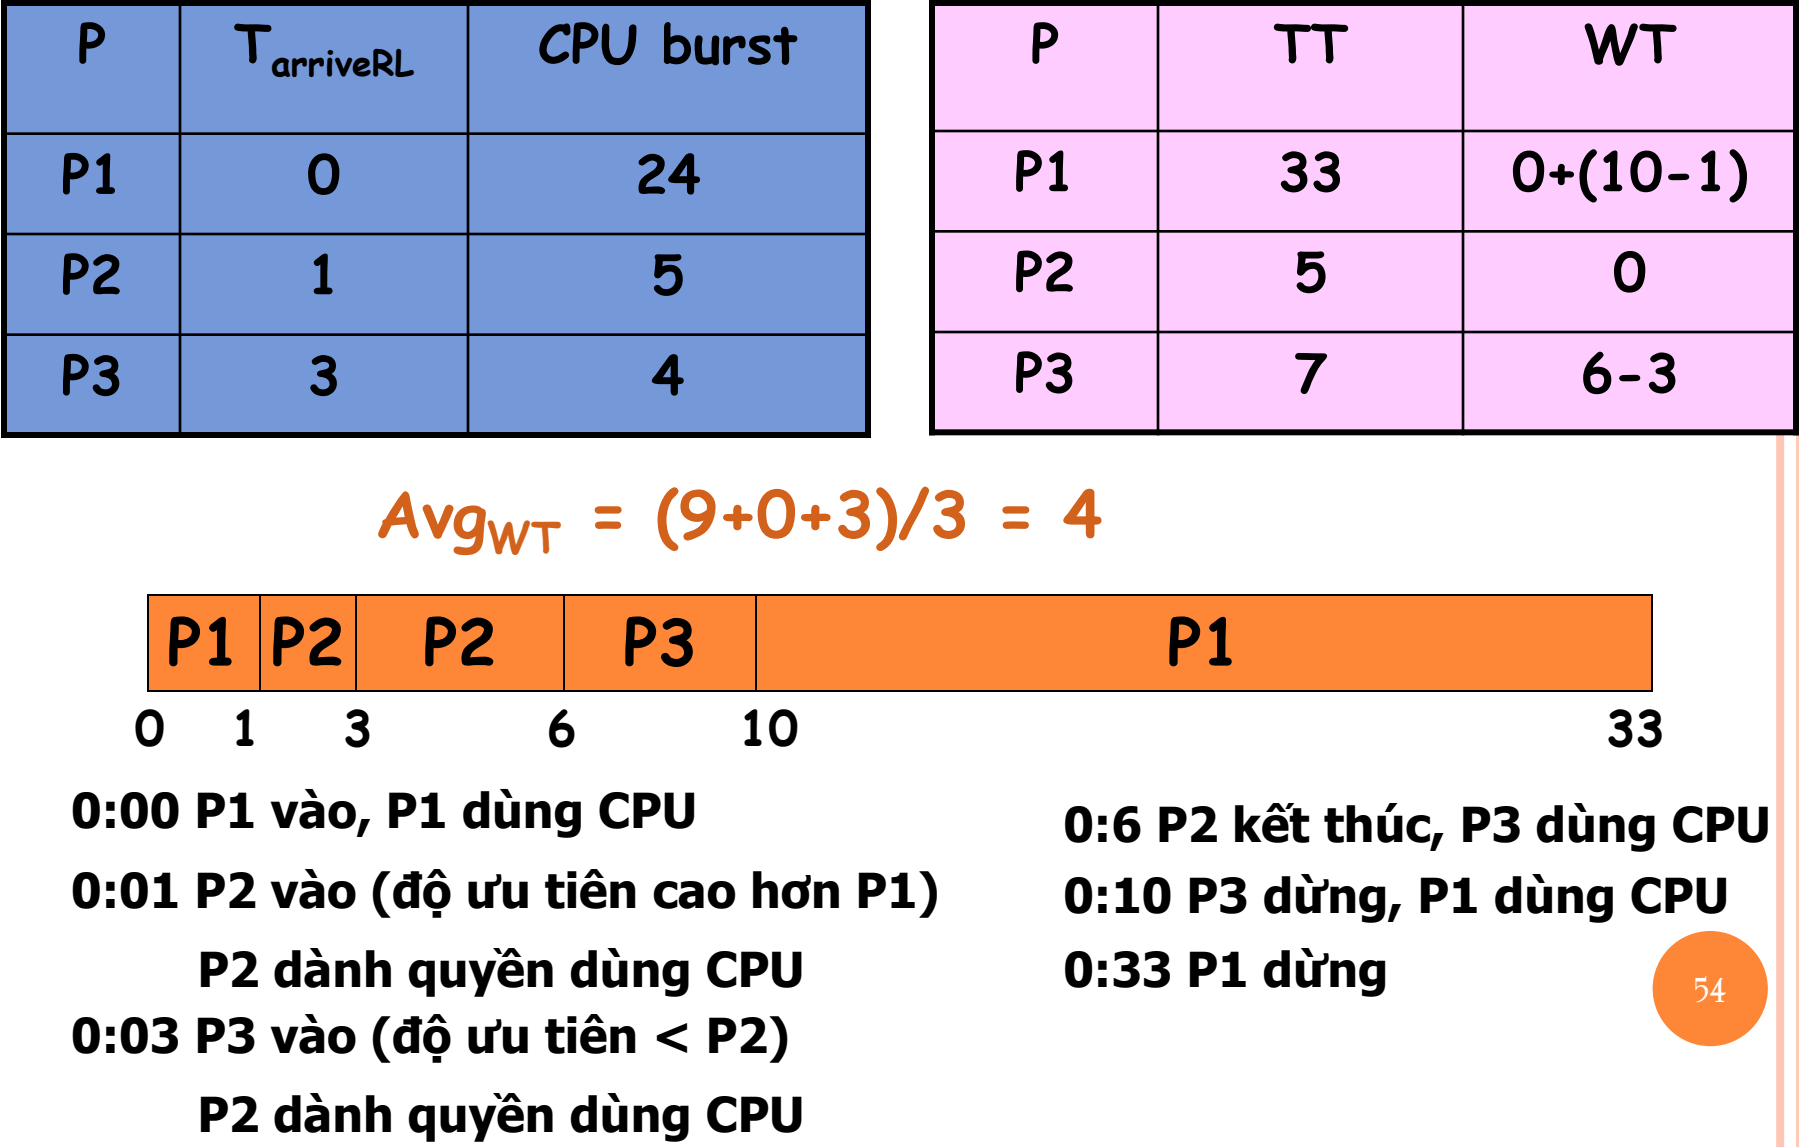 P T arriveRL CPU burst
P1 0 24
P2 1 5
P3 3 4
P TT WT
P1 33 0+(10-1)
P2 5 0
P3 7 6-3
AvgWT = (9+0+3)/3 = 4
P1 P2 P2 P3 P1
0 1 3 6 10 33
0:00 P1 vào, P1 dùng CPU
0:01 P2 vào (độ ưu tiên cao hơn P1)
P2 dành quyền dùng CPU
0:03 P3 vào (độ ưu tiên < P2)
P2 dành quyền dùng CPU
0:6 P2 kết thúc, P3 dùng CPU
0:10 P3 dừng, P1 dùng CPU
0:33 P1 dừng
54